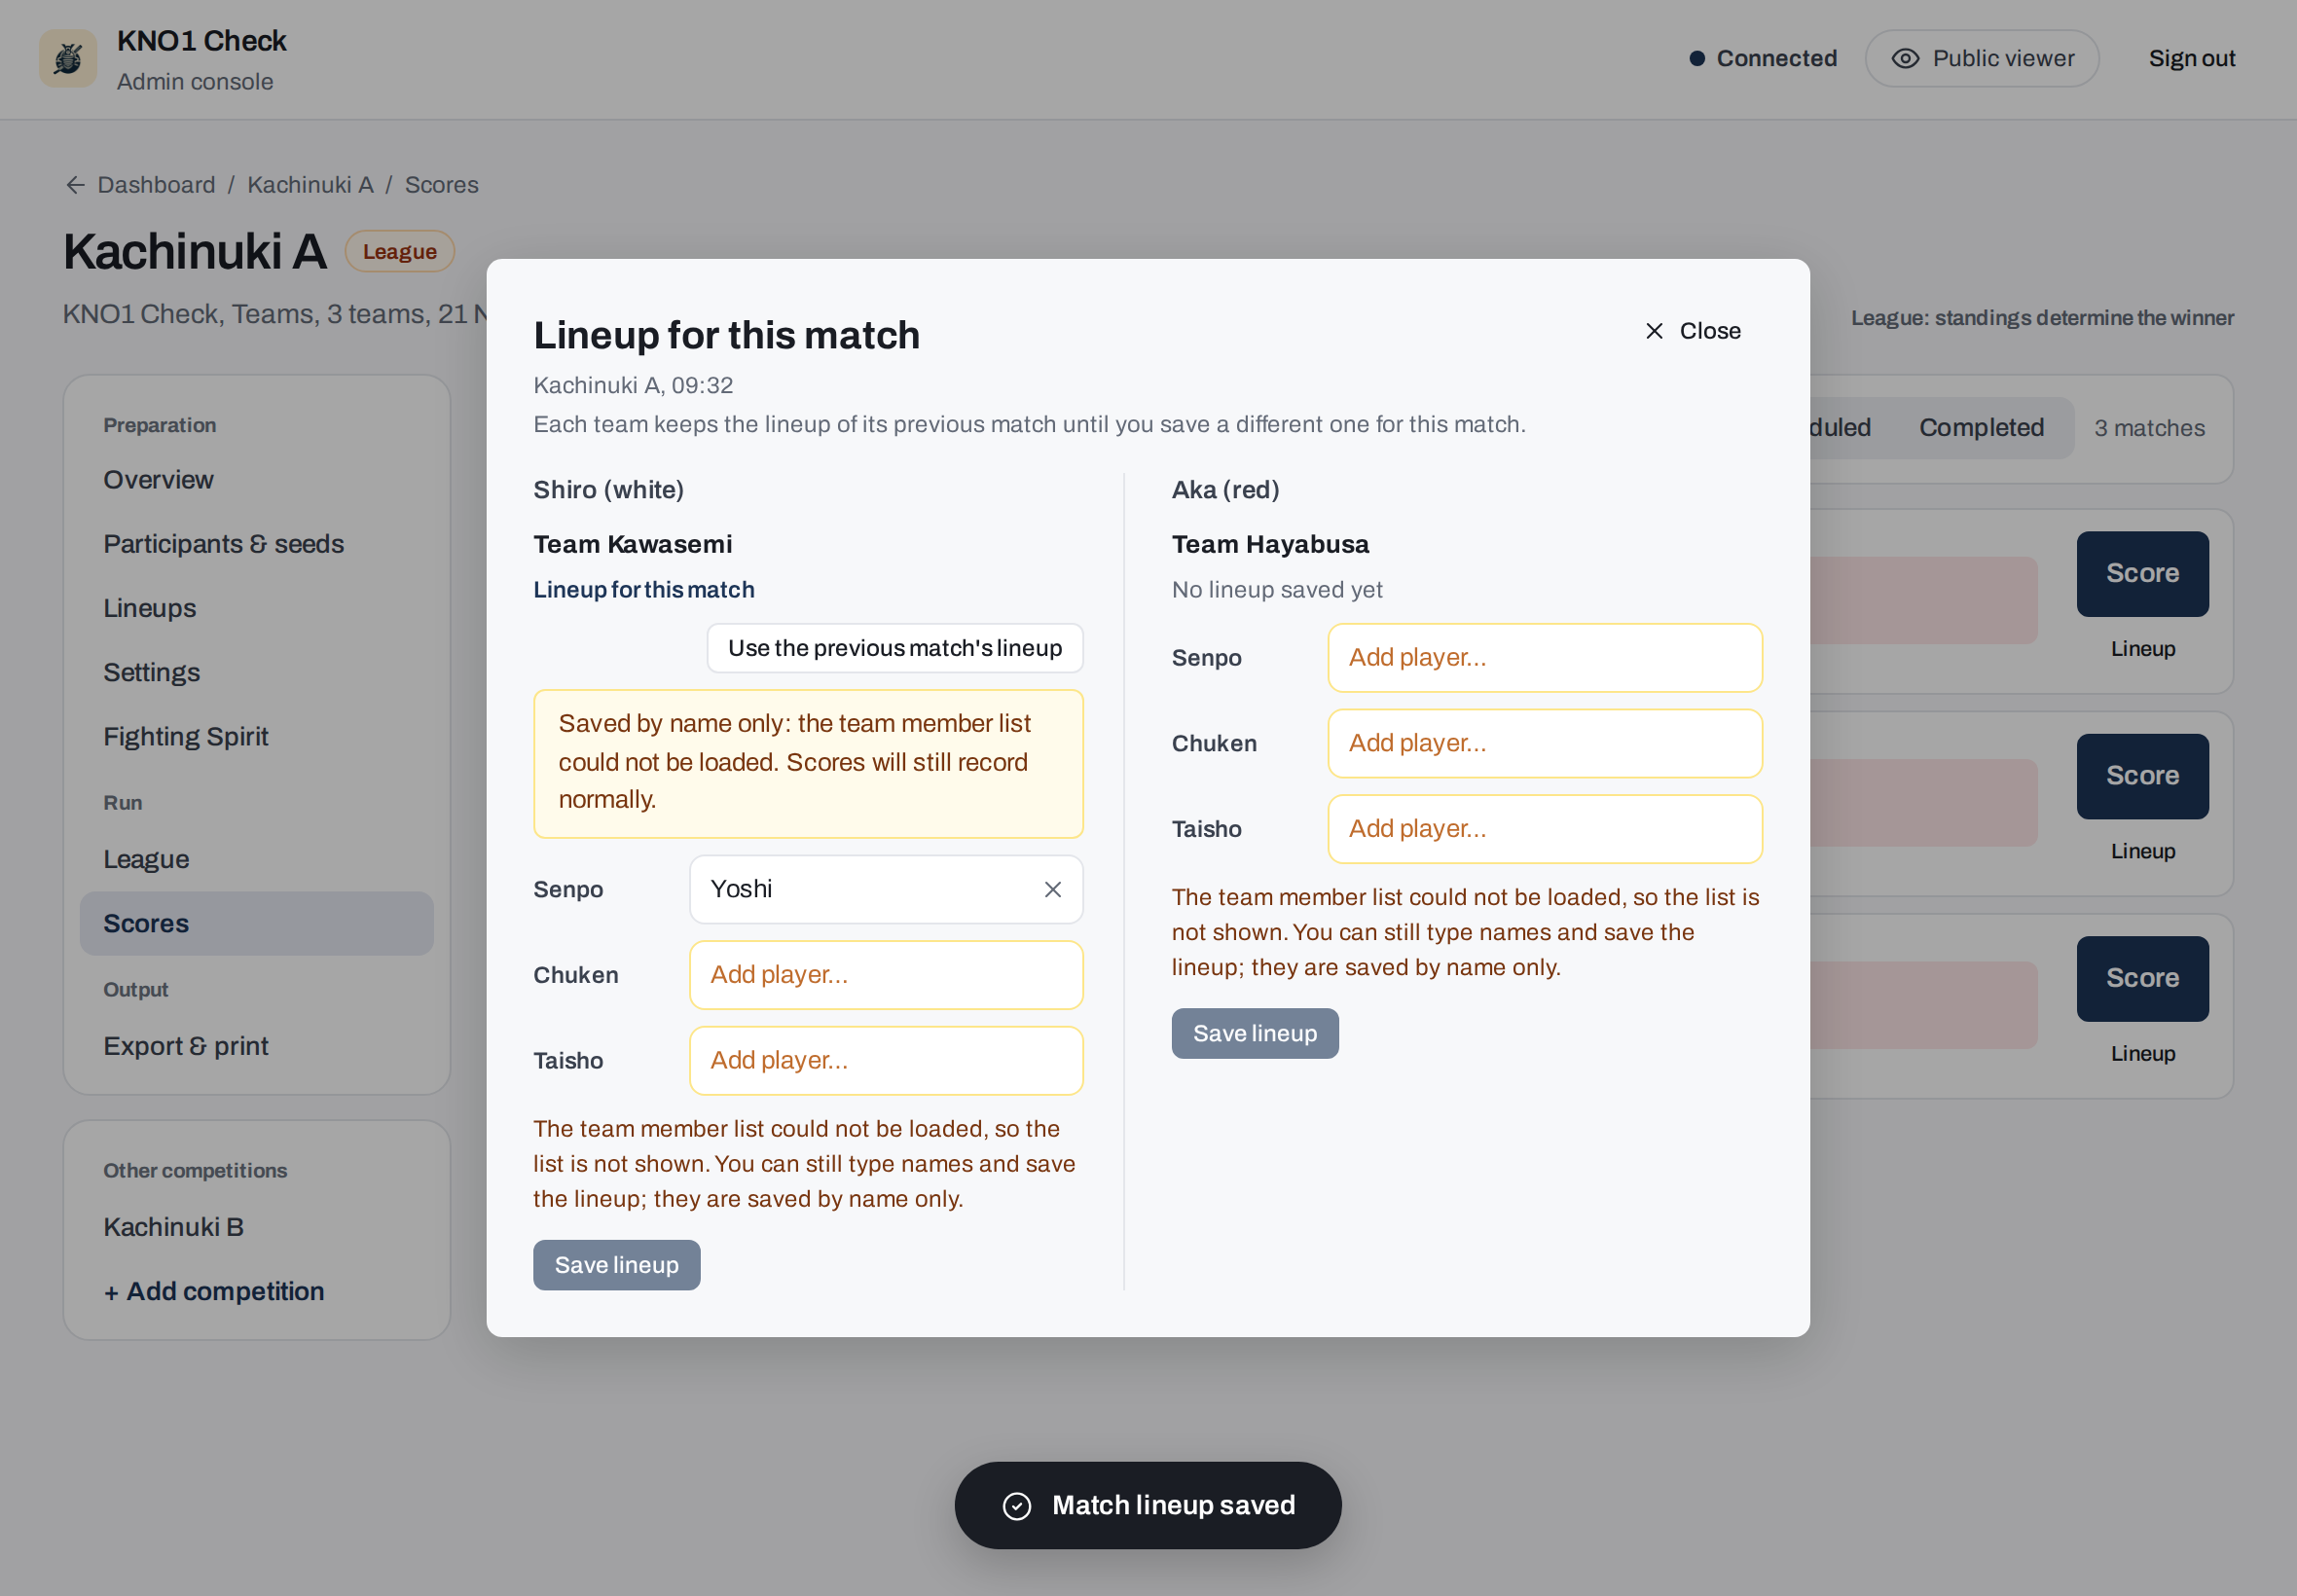 KNO1 Check
Admin console
Connected
Public viewer
Sign out
Dashboard / Kachinuki A / Scores
Kachinuki A
League
KNO1 Check, Teams, 3 teams, 21 N
League: standings determine the winner
Preparation
Overview
Participants & seeds
Lineups
Settings
Fighting Spirit
Run
League
Scores
Output
Export & print
Other competitions
Kachinuki B
+ Add competition
Lineup for this match
Close
Kachinuki A, 09:32
Each team keeps the lineup of its previous match until you save a different one for this match.
Shiro (white)
Team Kawasemi
Lineup for this match
Use the previous match's lineup
Saved by name only: the team member list
could not be loaded. Scores will still record
normally.
Senpo
Yoshi
Chuken
Add player...
Taisho
Add player...
The team member list could not be loaded, so the
list is not shown. You can still type names and save
the lineup; they are saved by name only.
Save lineup
Aka (red)
Team Hayabusa
No lineup saved yet
Senpo
Add player...
Chuken
Add player...
Taisho
Add player...
The team member list could not be loaded, so the list is
not shown. You can still type names and save the
lineup; they are saved by name only.
Save lineup
duled
Completed
3 matches
Score
Lineup
Score
Lineup
Score
Lineup
Match lineup saved